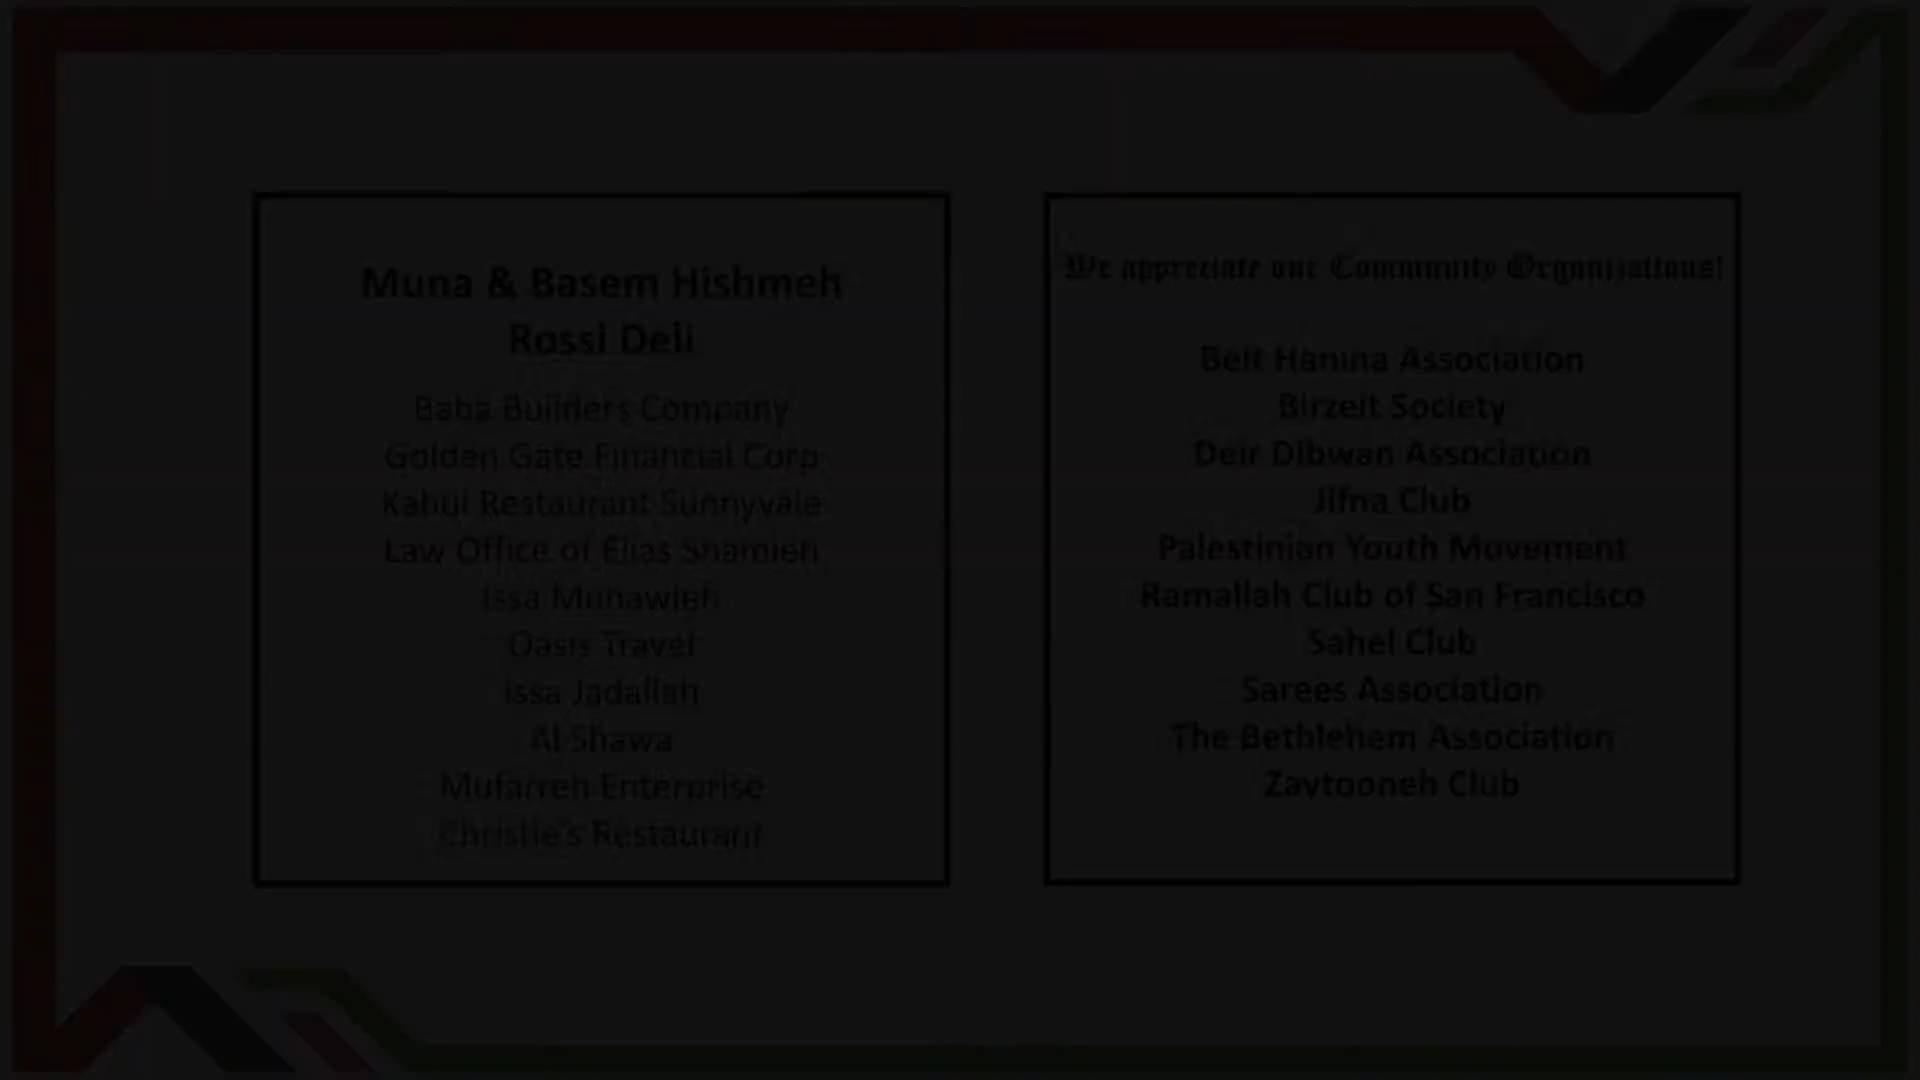 Muna & Basem Hishmeh
Rossi Deli
Baba Builders Company
Golden Gate Financial Corp
Kabul Restaurant Sunnyvale
Law Office of Elias Shamieh
Issa Muhawieh
Oasis Travel
Issa Jadallah
Al Shawa
Mufarreh Enterprise
Christie's Restaurant
We appreciate our Community Organizations!
Beit Hanina Association
Birzeit Society
Deir Dibwan Association
Jifna Club
Palestinian Youth Movement
Ramallah Club of San Francisco
Sahel Club
Sarees Association
The Bethlehem Association
Zaytooneh Club